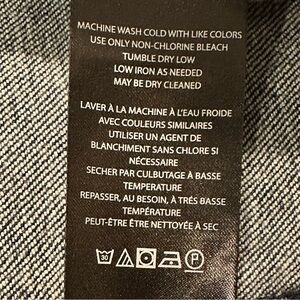 MACHINE WASH COLD WITH LIKE COLORS
USE ONLY NON-CHLORINE BLEACH
TUMBLE DRY LOW
LOW IRON AS NEEDED
MAY BE DRY CLEANED
LAVER À LA MACHINE À L'EAU FROIDE
AVEC COULEURS SIMILAIRES
UTILISER UN AGENT DE
BLANCHIMENT SANS CHLORE SI
NÉCESSAIRE
SECHER PAR CULBUTAGE À BASSE
TEMPERATURE
REPASSER, AU BESOIN, À TRÉS BASSE
TEMPÉRATURE
PEUT-ÊTRE ÊTRE NETTOYÉE À SEC
30 P